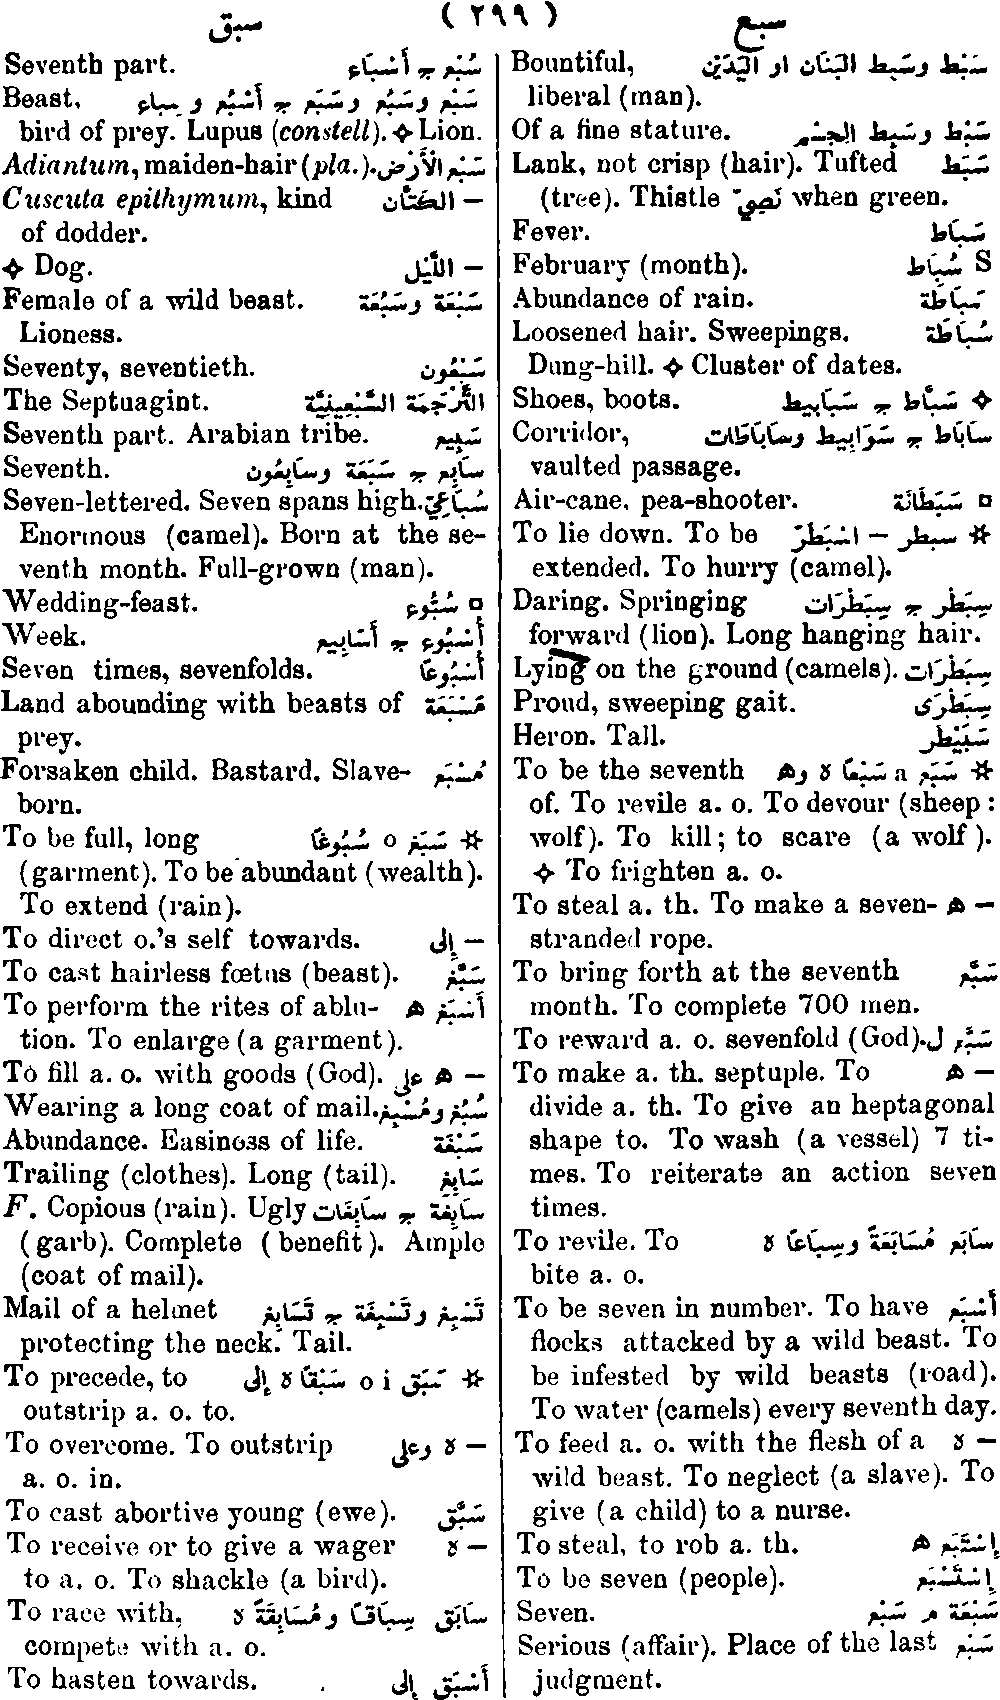 سبق ( ٢٩٩ ) سبع
Bountiful, سَبْط وسَبِط البَنَان او اليَدَيْن
liberal (man).
Of a fine stature. سَبْط وسَبِط الجِسْم
Lank, not crisp (hair). Tufted سَبَط
(tree). Thistle نَصِيّ when green.
Fever. سَبَاط
February (month). سُبَاط S
Abundance of rain. سَبَاطَة
Loosened hair. Sweepings. سُبَاطَة
Dung-hill. ✧ Cluster of dates.
Shoes, boots. سَبَّاط ج سَبَابِيط ✧
Corridor, سَابَاط ج سَوَابِيط وسَابَاطَات
vaulted passage.
Air-cane, pea-shooter. سَبَطَانَة □
To lie down. To be سبطر – اسْبَطَرّ ✡
extended. To hurry (camel).
Daring. Springing سِبَطْر ج سِبَطْرَات
forward (lion). Long hanging hair.
Lying on the ground (camels). سِبَطْرَات
Proud, sweeping gait. سِبَطْرَى
Heron. Tall. سَبَيْطَر
To be the seventh سَبَع a سَبْعًا ه وهـ ✡
of. To revile a. o. To devour (sheep :
wolf). To kill; to scare (a wolf).
✧ To frighten a. o.
To steal a. th. To make a seven- هـ –
stranded rope.
To bring forth at the seventh سَبَّع
month. To complete 700 men.
To reward a. o. sevenfold (God). سَبَّع ل
To make a. th. septuple. To هـ –
divide a. th. To give an heptagonal
shape to. To wash (a vessel) 7 ti-
mes. To reiterate an action seven
times.
To revile. To سَابَع مُسَابَعَةً وسِبَاعًا ه
bite a. o.
To be seven in number. To have أَسْبَع
flocks attacked by a wild beast. To
be infested by wild beasts (road).
To water (camels) every seventh day.
To feed a. o. with the flesh of a ه –
wild beast. To neglect (a slave). To
give (a child) to a nurse.
To steal, to rob a. th. إِسْتَبَع هـ
To be seven (people). إِسْتَسْبَع
Seven. سَبْعَة م سَبْع
Serious (affair). Place of the last سَبْع
judgment.
Seventh part. سُبْع ج أَسْبَاع
Beast, سَبْع وسَبُع وسَبَع ج أَسْبُع و سِباع
bird of prey. Lupus (constell). ✧ Lion.
Adiantum, maiden-hair (pla.). سَبْع الْأَرْض
Cuscuta epithymum, kind الكَتَّان –
of dodder.
✧ Dog. اللَّيْل –
Female of a wild beast. سَبْعَة وسَبُعَة
Lioness.
Seventy, seventieth. سَبْعُون
The Septuagint. التَّرْجَمَة السَّبْعِينِيَّة
Seventh part. Arabian tribe. سَبِيع
Seventh. سَابِع ج سَبَعَة وسَابِعُون
Seven-lettered. Seven spans high. سُبَاعِيّ
Enormous (camel). Born at the se-
venth month. Full-grown (man).
Wedding-feast. سُبُوع □
Week. أُسْبُوع ج أَسَابِيع
Seven times, sevenfolds. أُسْبُوعًا
Land abounding with beasts of مَسْبَعَة
prey.
Forsaken child. Bastard. Slave- مُسْبَع
born.
To be full, long سَبَغ o سُبُوغًا ✡
(garment). To be abundant (wealth).
To extend (rain).
To direct o.'s self towards. إِلى –
To cast hairless fœtus (beast). سَبَّغ
To perform the rites of ablu- أَسْبَغ هـ
tion. To enlarge (a garment).
To fill a. o. with goods (God). هـ على –
Wearing a long coat of mail. سُبُغ ومُسْبِغ
Abundance. Easiness of life. سَبْغَة
Trailing (clothes). Long (tail). سَابِغ
F. Copious (rain). Ugly سَابِغَة ج سَابِغَات
(garb). Complete (benefit). Ample
(coat of mail).
Mail of a helmet تَسْبِغ وتَسْبِغَة ج تَسَابِغ
protecting the neck. Tail.
To precede, to سَبَق o i سَبْقًا ه إِلى ✡
outstrip a. o. to.
To overcome. To outstrip ه وعلى –
a. o. in.
To cast abortive young (ewe). سَبَّق
To receive or to give a wager ه –
to a. o. To shackle (a bird).
To race with, سَابَق سِبَاقًا ومُسَابَقَةً ه
compete with a. o.
To hasten towards. أَسْبَق إِلى